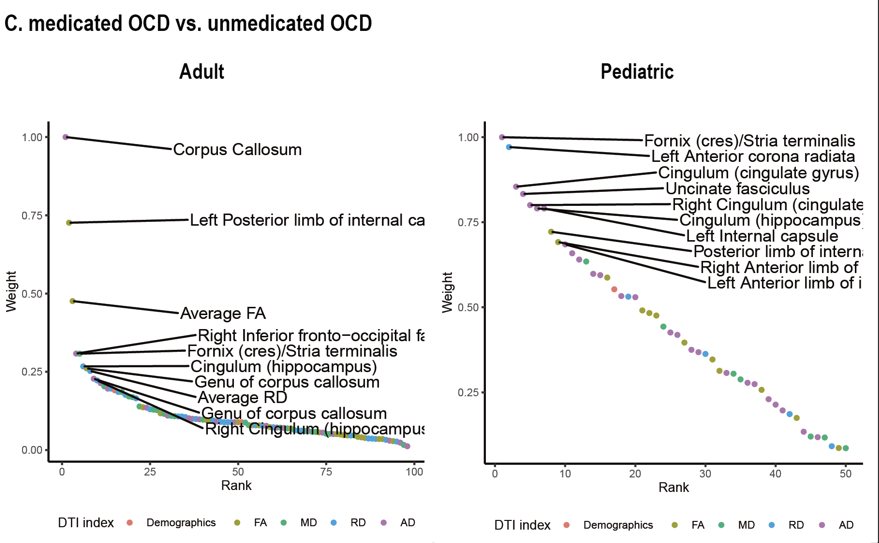 C. medicated OCD vs. unmedicated OCD
Adult
Weight
1.00
0.75
0.50
0.25
0.00
Corpus Callosum
Left Posterior limb of internal ca
Average FA
Right Inferior fronto−occipital fa
Fornix (cres)/Stria terminalis
Cingulum (hippocampus)
Genu of corpus callosum
Average RD
Genu of corpus callosum
Right Cingulum (hippocampus
0 25 50 75 100
Rank
DTI index Demographics FA MD RD AD
Pediatric
Weight
1.00
0.75
0.50
0.25
Fornix (cres)/Stria terminalis
Left Anterior corona radiata
Cingulum (cingulate gyrus)
Uncinate fasciculus
Right Cingulum (cingulate
Cingulum (hippocampus
Left Internal capsule
Posterior limb of intern
Right Anterior limb of
Left Anterior limb of i
0 10 20 30 40 50
Rank
DTI index Demographics FA MD RD AD